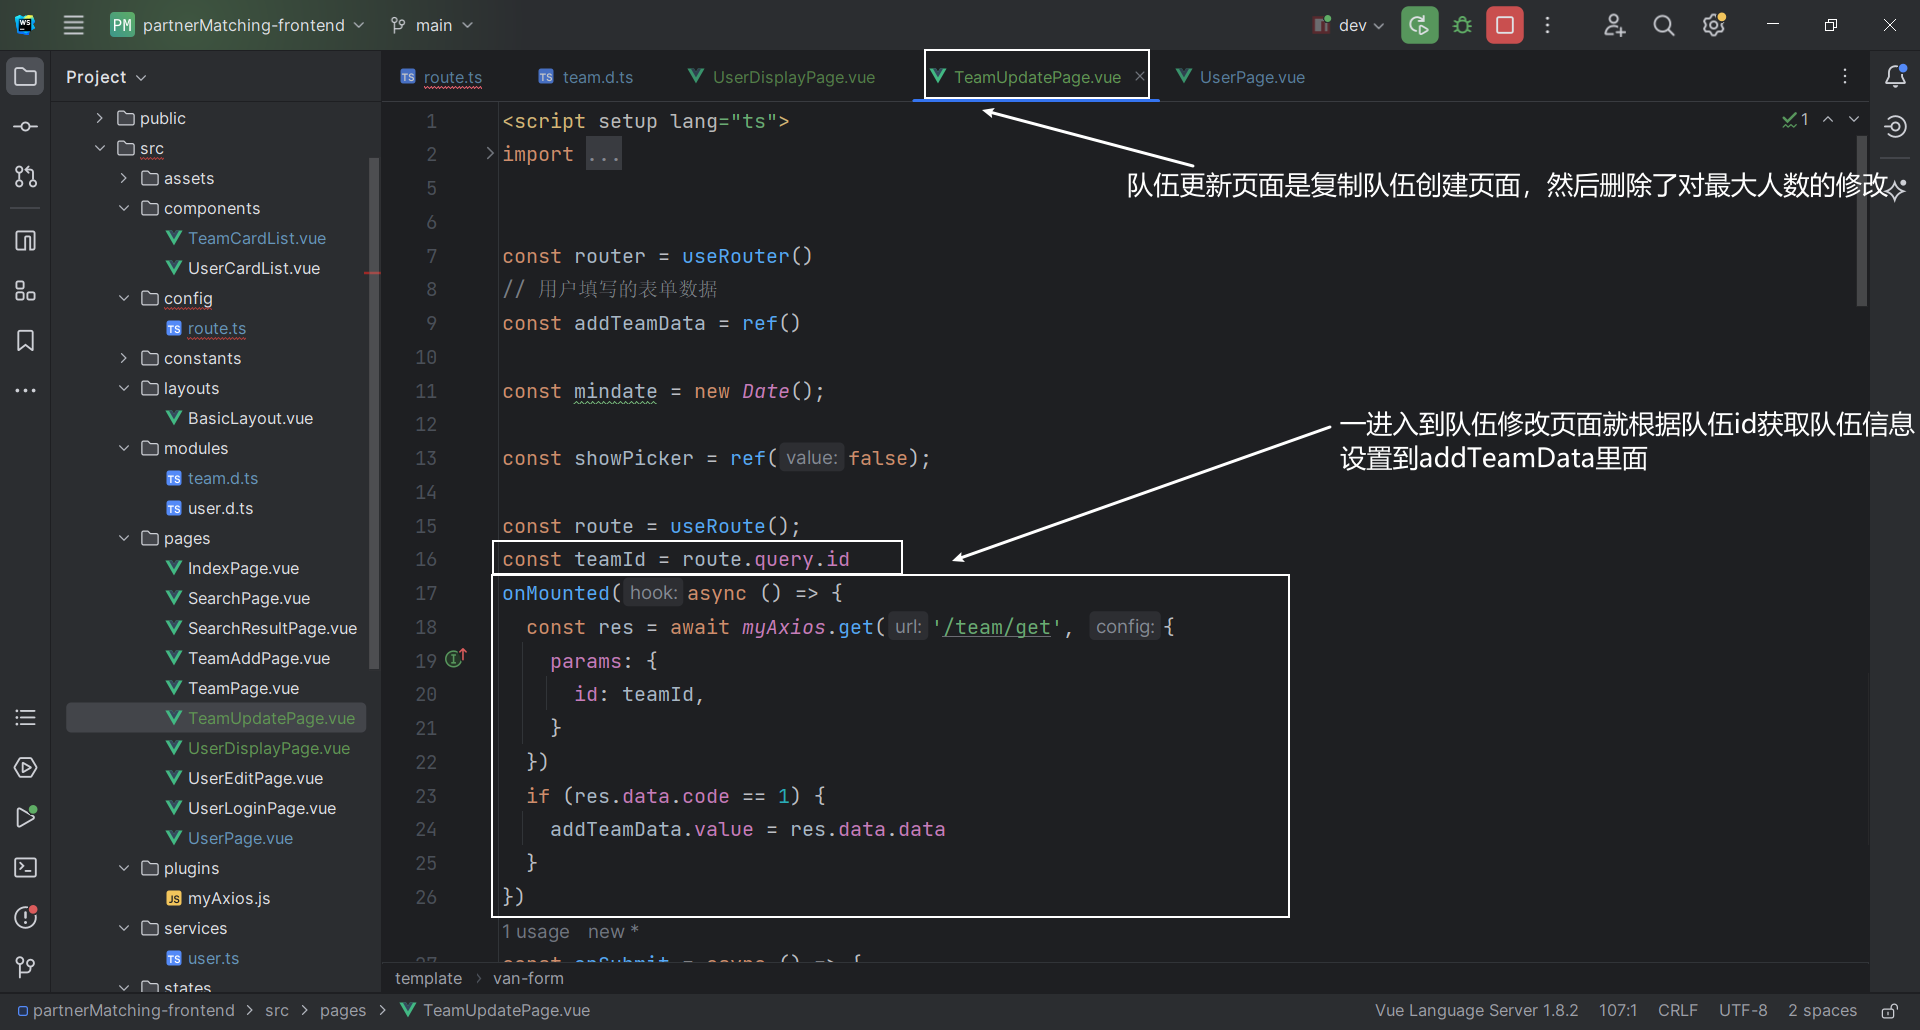 PM partnerMatching-frontend main dev
Project
route.ts team.d.ts UserDisplayPage.vue TeamUpdatePage.vue UserPage.vue
public
src
assets
components
TeamCardList.vue
UserCardList.vue
config
route.ts
constants
layouts
BasicLayout.vue
modules
team.d.ts
user.d.ts
pages
IndexPage.vue
SearchPage.vue
SearchResultPage.vue
TeamAddPage.vue
TeamPage.vue
TeamUpdatePage.vue
UserDisplayPage.vue
UserEditPage.vue
UserLoginPage.vue
UserPage.vue
plugins
myAxios.js
services
user.ts
states
1 <script setup lang="ts">
2 import ...
5
6
7 const router = useRouter()
8 // 用户填写的表单数据
9 const addTeamData = ref()
10
11 const mindate = new Date();
12
13 const showPicker = ref( value: false);
14
15 const route = useRoute();
16 const teamId = route.query.id
17 onMounted( hook: async () => {
18 const res = await myAxios.get( url: '/team/get', config: {
19 params: {
20 id: teamId,
21 }
22 })
23 if (res.data.code == 1) {
24 addTeamData.value = res.data.data
25 }
26 })
1 usage new *
27 const onSubmit = async () => {
1
队伍更新页面是复制队伍创建页面，然后删除了对最大人数的修改
一进入到队伍修改页面就根据队伍id获取队伍信息
设置到addTeamData里面
template > van-form
partnerMatching-frontend > src > pages > TeamUpdatePage.vue
Vue Language Server 1.8.2 107:1 CRLF UTF-8 2 spaces